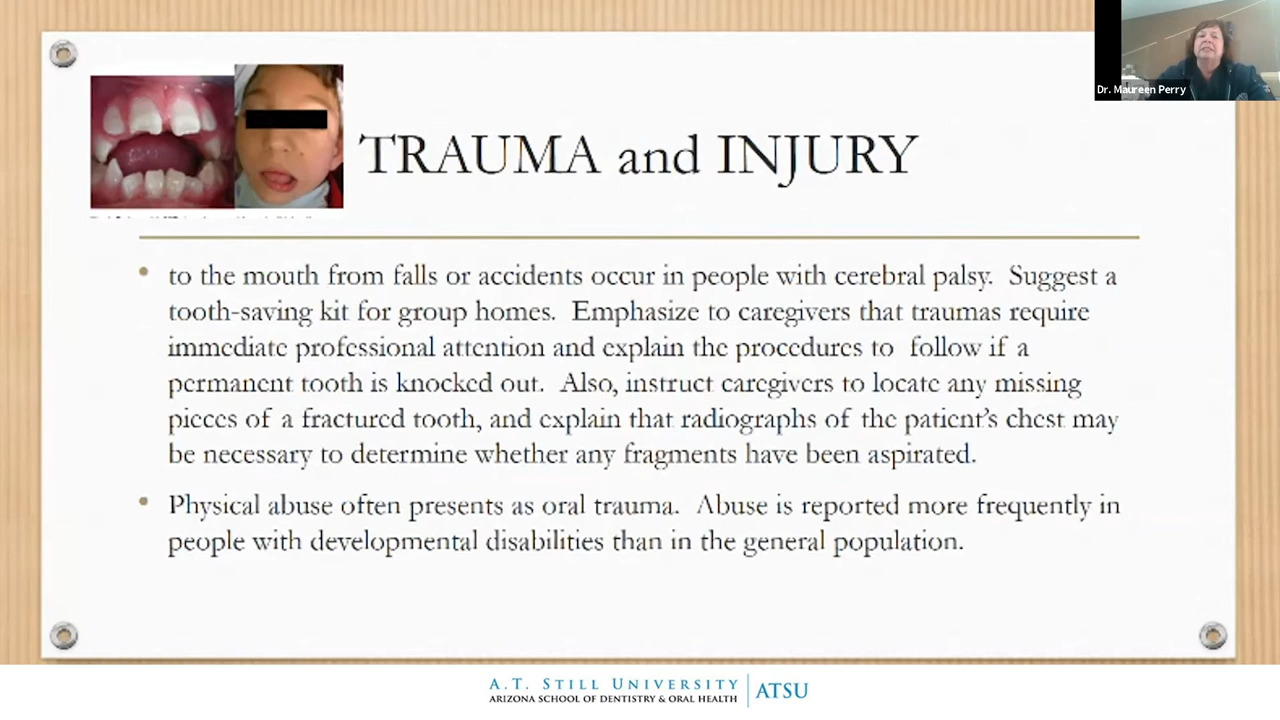 Dr. Maureen Perry
TRAUMA and INJURY
• to the mouth from falls or accidents occur in people with cerebral palsy. Suggest a
tooth-saving kit for group homes. Emphasize to caregivers that traumas require
immediate professional attention and explain the procedures to follow if a
permanent tooth is knocked out. Also, instruct caregivers to locate any missing
pieces of a fractured tooth, and explain that radiographs of the patient's chest may
be necessary to determine whether any fragments have been aspirated.
• Physical abuse often presents as oral trauma. Abuse is reported more frequently in
people with developmental disabilities than in the general population.
A.T. STILL UNIVERSITY
ARIZONA SCHOOL OF DENTISTRY & ORAL HEALTH
ATSU